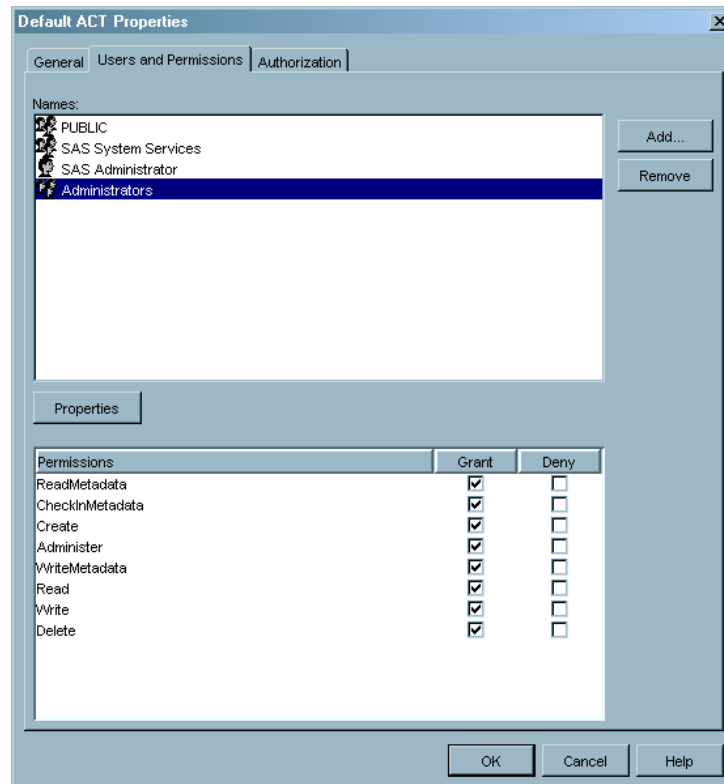 Default ACT Properties
General Users and Permissions Authorization
Names:
PUBLIC
SAS System Services
SAS Administrator
Administrators
Add...
Remove
Properties
Permissions Grant Deny
ReadMetadata
CheckInMetadata
Create
Administer
WriteMetadata
Read
Write
Delete
OK Cancel Help